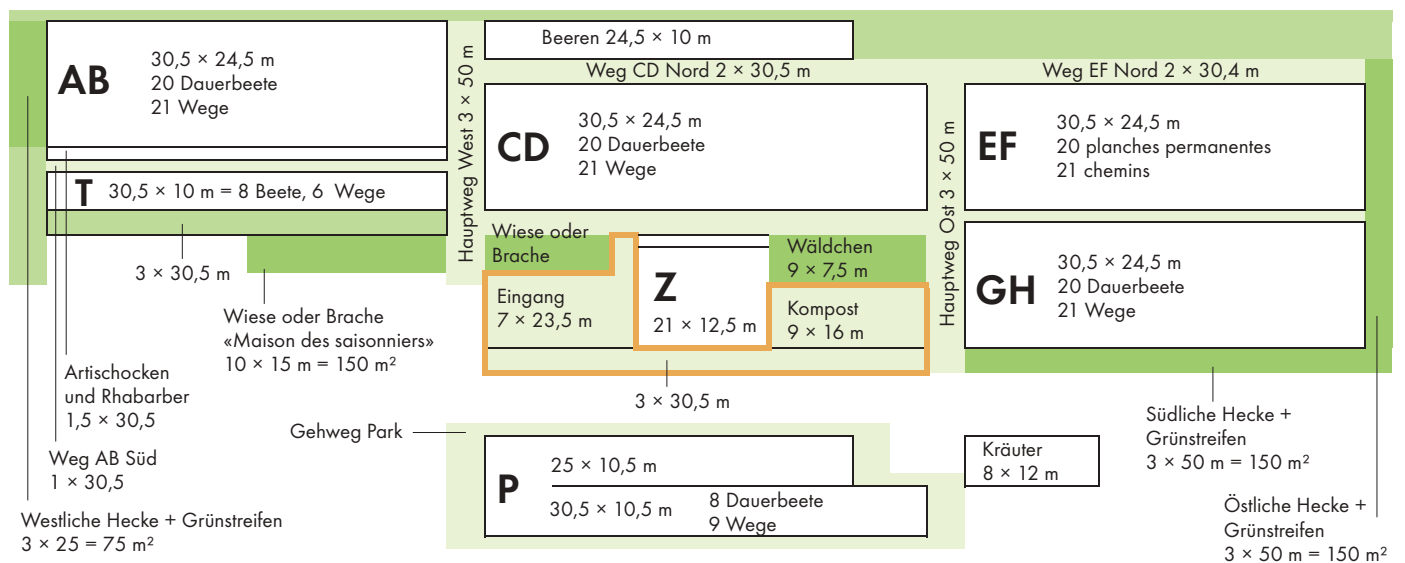 AB
30,5 × 24,5 m
20 Dauerbeete
21 Wege
T
30,5 × 10 m = 8 Beete, 6 Wege
3 × 30,5 m
Wiese oder Brache
«Maison des saisonniers»
10 × 15 m = 150 m²
Artischocken
und Rhabarber
1,5 × 30,5
Weg AB Süd
1 × 30,5
Westliche Hecke + Grünstreifen
3 × 25 = 75 m²
Hauptweg West 3 × 50 m
Beeren 24,5 × 10 m
Weg CD Nord 2 × 30,5 m
CD
30,5 × 24,5 m
20 Dauerbeete
21 Wege
Wiese oder
Brache
Eingang
7 × 23,5 m
Z
21 × 12,5 m
Wäldchen
9 × 7,5 m
Kompost
9 × 16 m
3 × 30,5 m
Hauptweg Ost 3 × 50 m
Weg EF Nord 2 × 30,4 m
EF
30,5 × 24,5 m
20 planches permanentes
21 chemins
GH
30,5 × 24,5 m
20 Dauerbeete
21 Wege
Gehweg Park
P
25 × 10,5 m
30,5 × 10,5 m
8 Dauerbeete
9 Wege
Kräuter
8 × 12 m
Südliche Hecke +
Grünstreifen
3 × 50 m = 150 m²
Östliche Hecke +
Grünstreifen
3 × 50 m = 150 m²